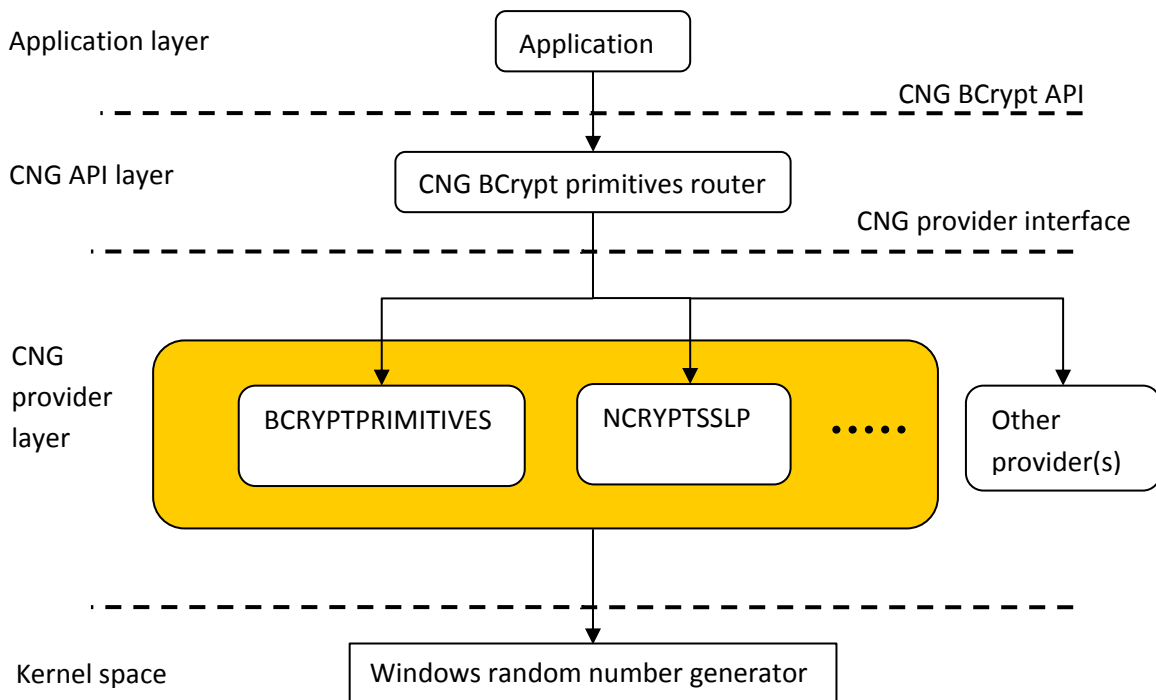 Application layer
Application
CNG BCrypt API
CNG API layer
CNG BCrypt primitives router
CNG provider interface
CNG
provider
layer
BCRYPTPRIMITIVES
NCRYPTSSLP
.....
Other
provider(s)
Kernel space
Windows random number generator